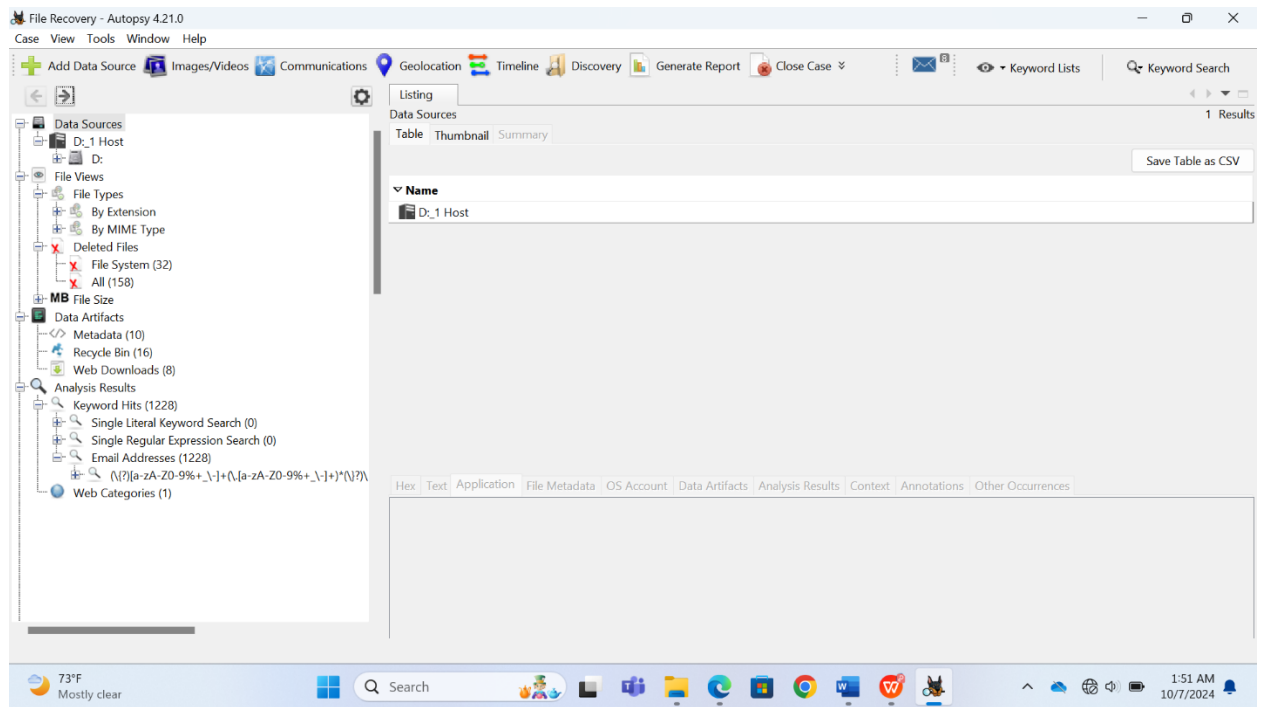 File Recovery - Autopsy 4.21.0
Case View Tools Window Help
Add Data Source Images/Videos Communications Geolocation Timeline Discovery Generate Report Close Case Keyword Lists Keyword Search
Listing
Data Sources 1 Results
Table Thumbnail Summary
Save Table as CSV
Name
D:_1 Host
Data Sources
D:_1 Host
D:
File Views
File Types
By Extension
By MIME Type
Deleted Files
File System (32)
All (158)
MB File Size
Data Artifacts
Metadata (10)
Recycle Bin (16)
Web Downloads (8)
Analysis Results
Keyword Hits (1228)
Single Literal Keyword Search (0)
Single Regular Expression Search (0)
Email Addresses (1228)
(\{?)[a-zA-Z0-9%+_\-]+(\.[a-zA-Z0-9%+_\-]+)*(\}?)\
Web Categories (1)
Hex Text Application File Metadata OS Account Data Artifacts Analysis Results Context Annotations Other Occurrences
73°F
Mostly clear
Search
1:51 AM
10/7/2024